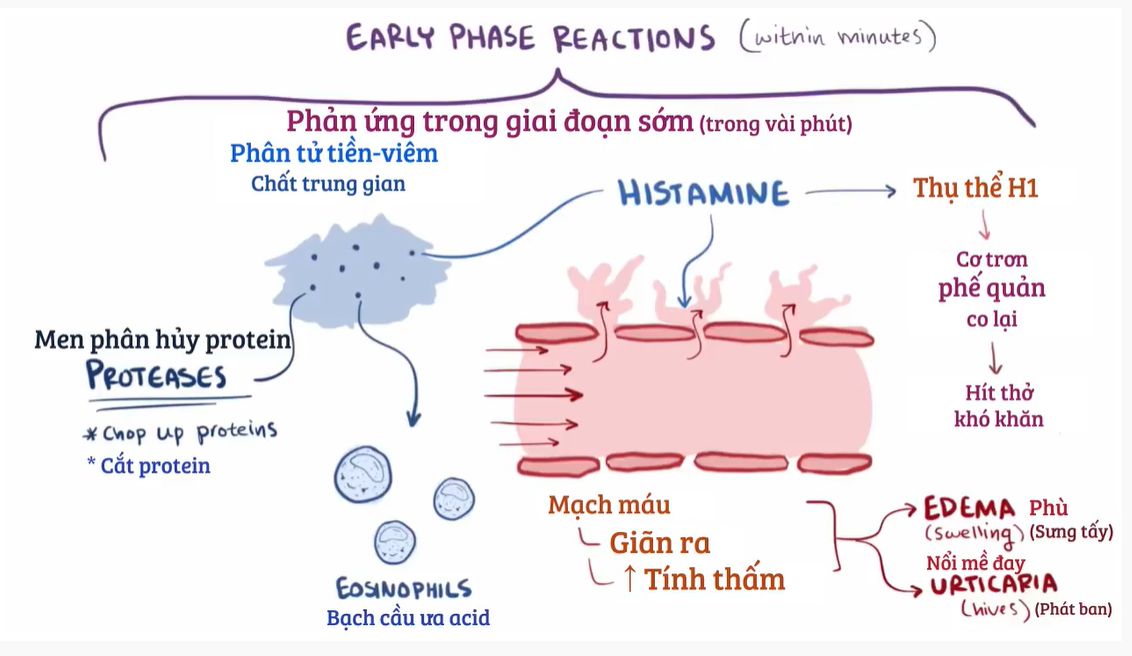 EARLY PHASE REACTIONS (within minutes)
Phản ứng trong giai đoạn sớm (trong vài phút)
Phân tử tiền-viêm
Chất trung gian
HISTAMINE
Thụ thể H1
Cơ trơn
phế quản
co lại
Hít thở
khó khăn
Men phân hủy protein
PROTEASES
* Chop up proteins
* Cắt protein
EOSINOPHILS
Bạch cầu ưa acid
Mạch máu
Giãn ra
↑ Tính thấm
EDEMA Phù
(swelling) (Sưng tấy)
Nổi mề đay
URTICARIA
(hives) (Phát ban)